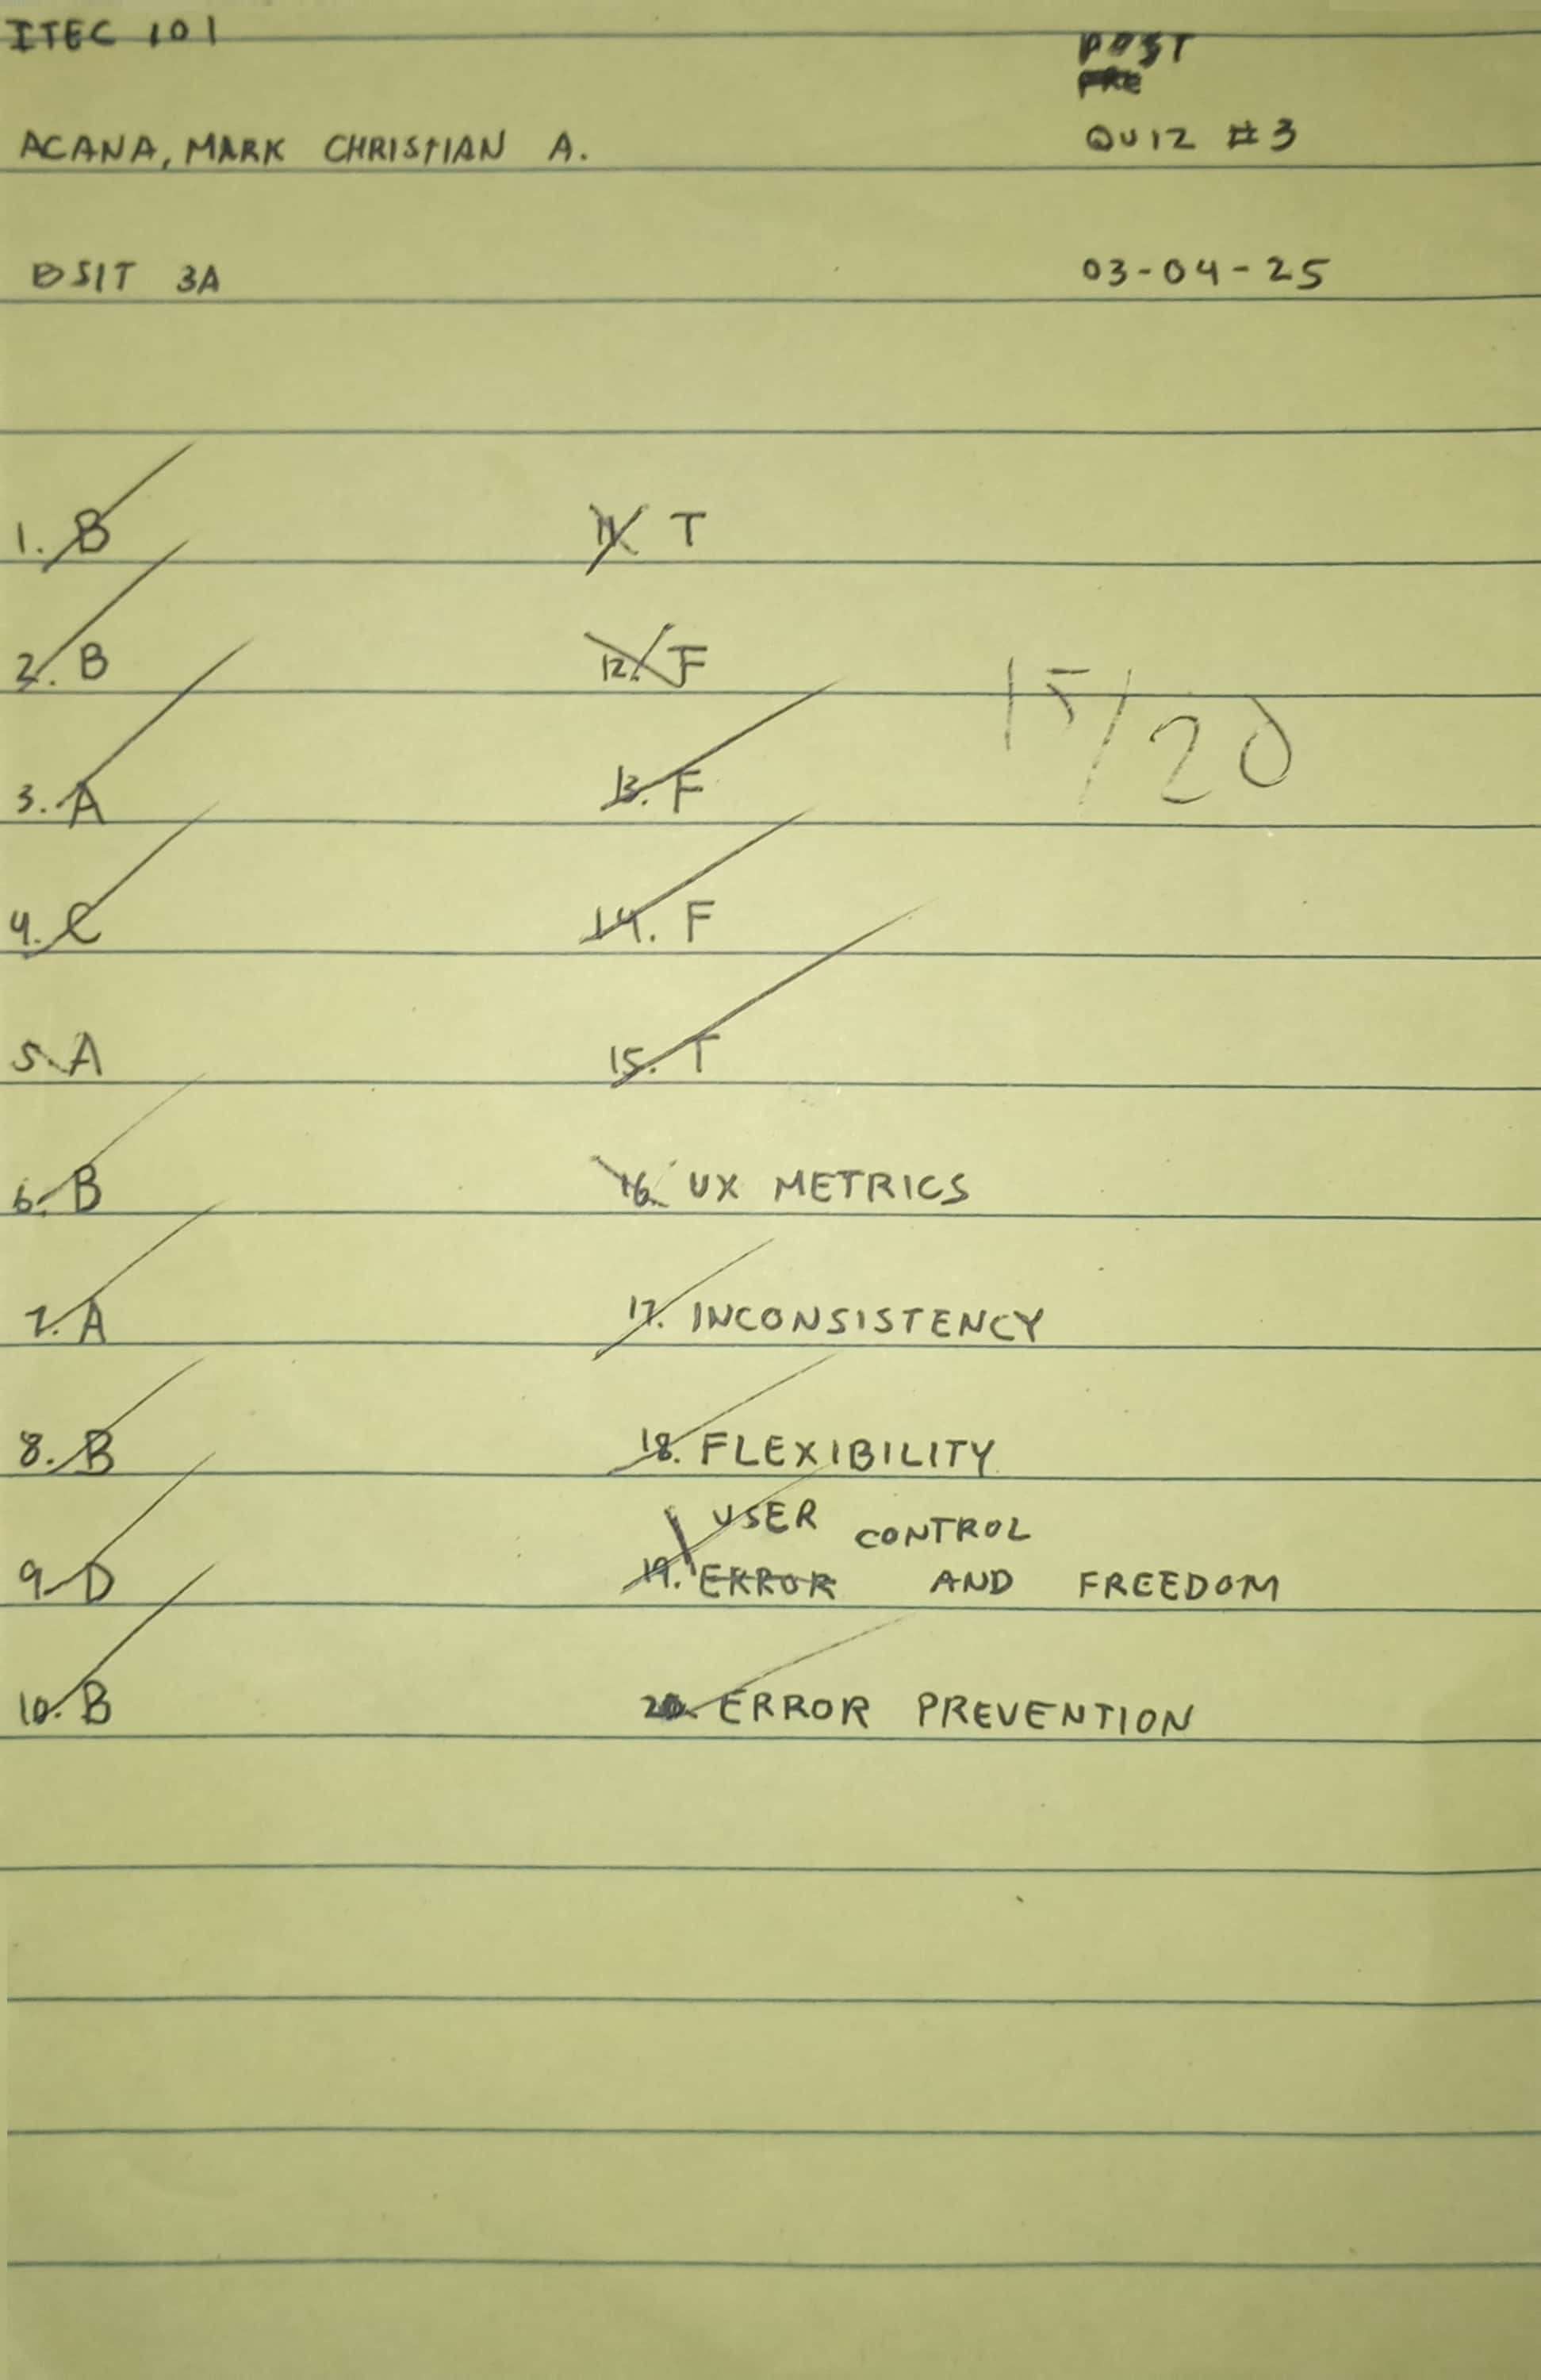 ITEC 101
POST
PRE
ACANA, MARK CHRISTIAN A.
QUIZ #3
BSIT 3A
03-04-25
1. B
2. B
3. A
4. C
5. A
6. B
7. A
8. B
9. D
10. B
11. T
12. F
13. F
14. F
15. T
16. UX METRICS
17. INCONSISTENCY
18. FLEXIBILITY
USER CONTROL
19. ERROR AND FREEDOM
20. ERROR PREVENTION
15/20